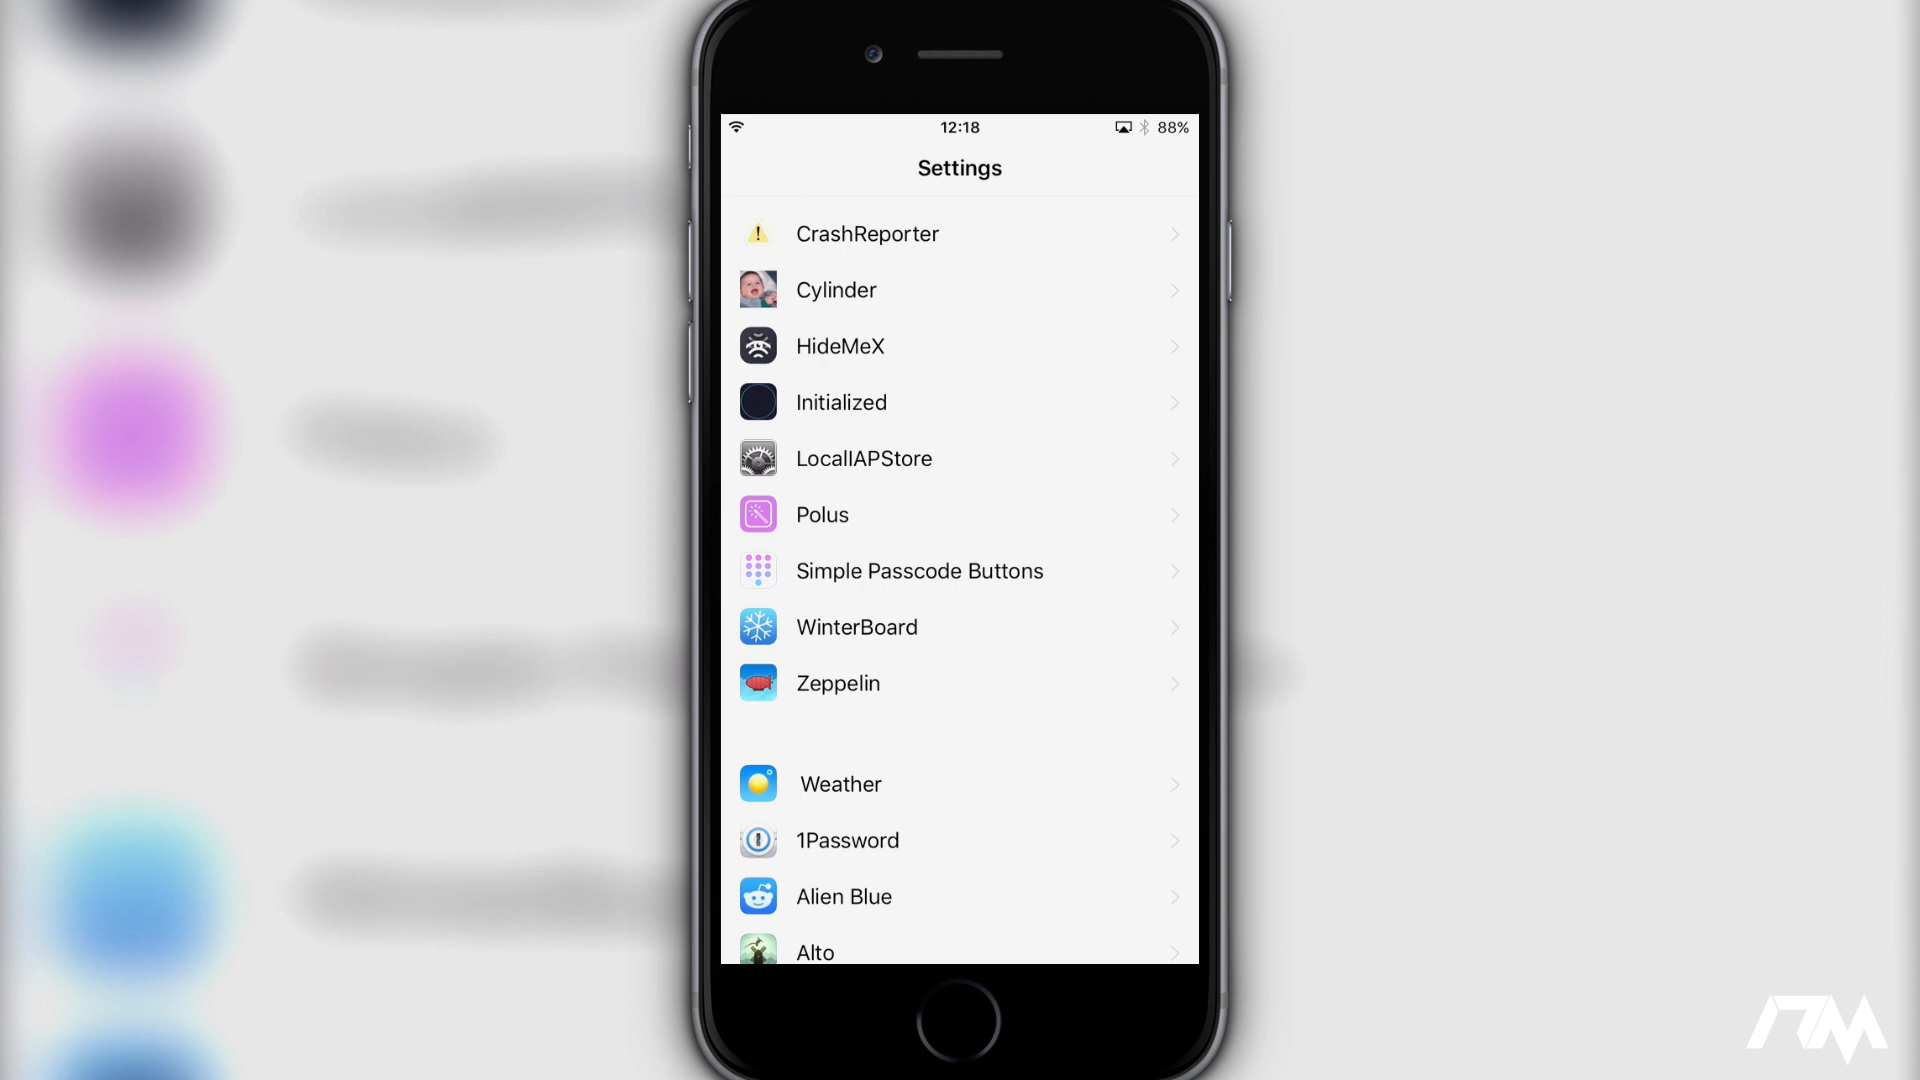 12:18
88%
Settings
CrashReporter
Cylinder
HideMeX
Initialized
LocalIAPStore
Polus
Simple Passcode Buttons
WinterBoard
Zeppelin
Weather
1Password
Alien Blue
Alto